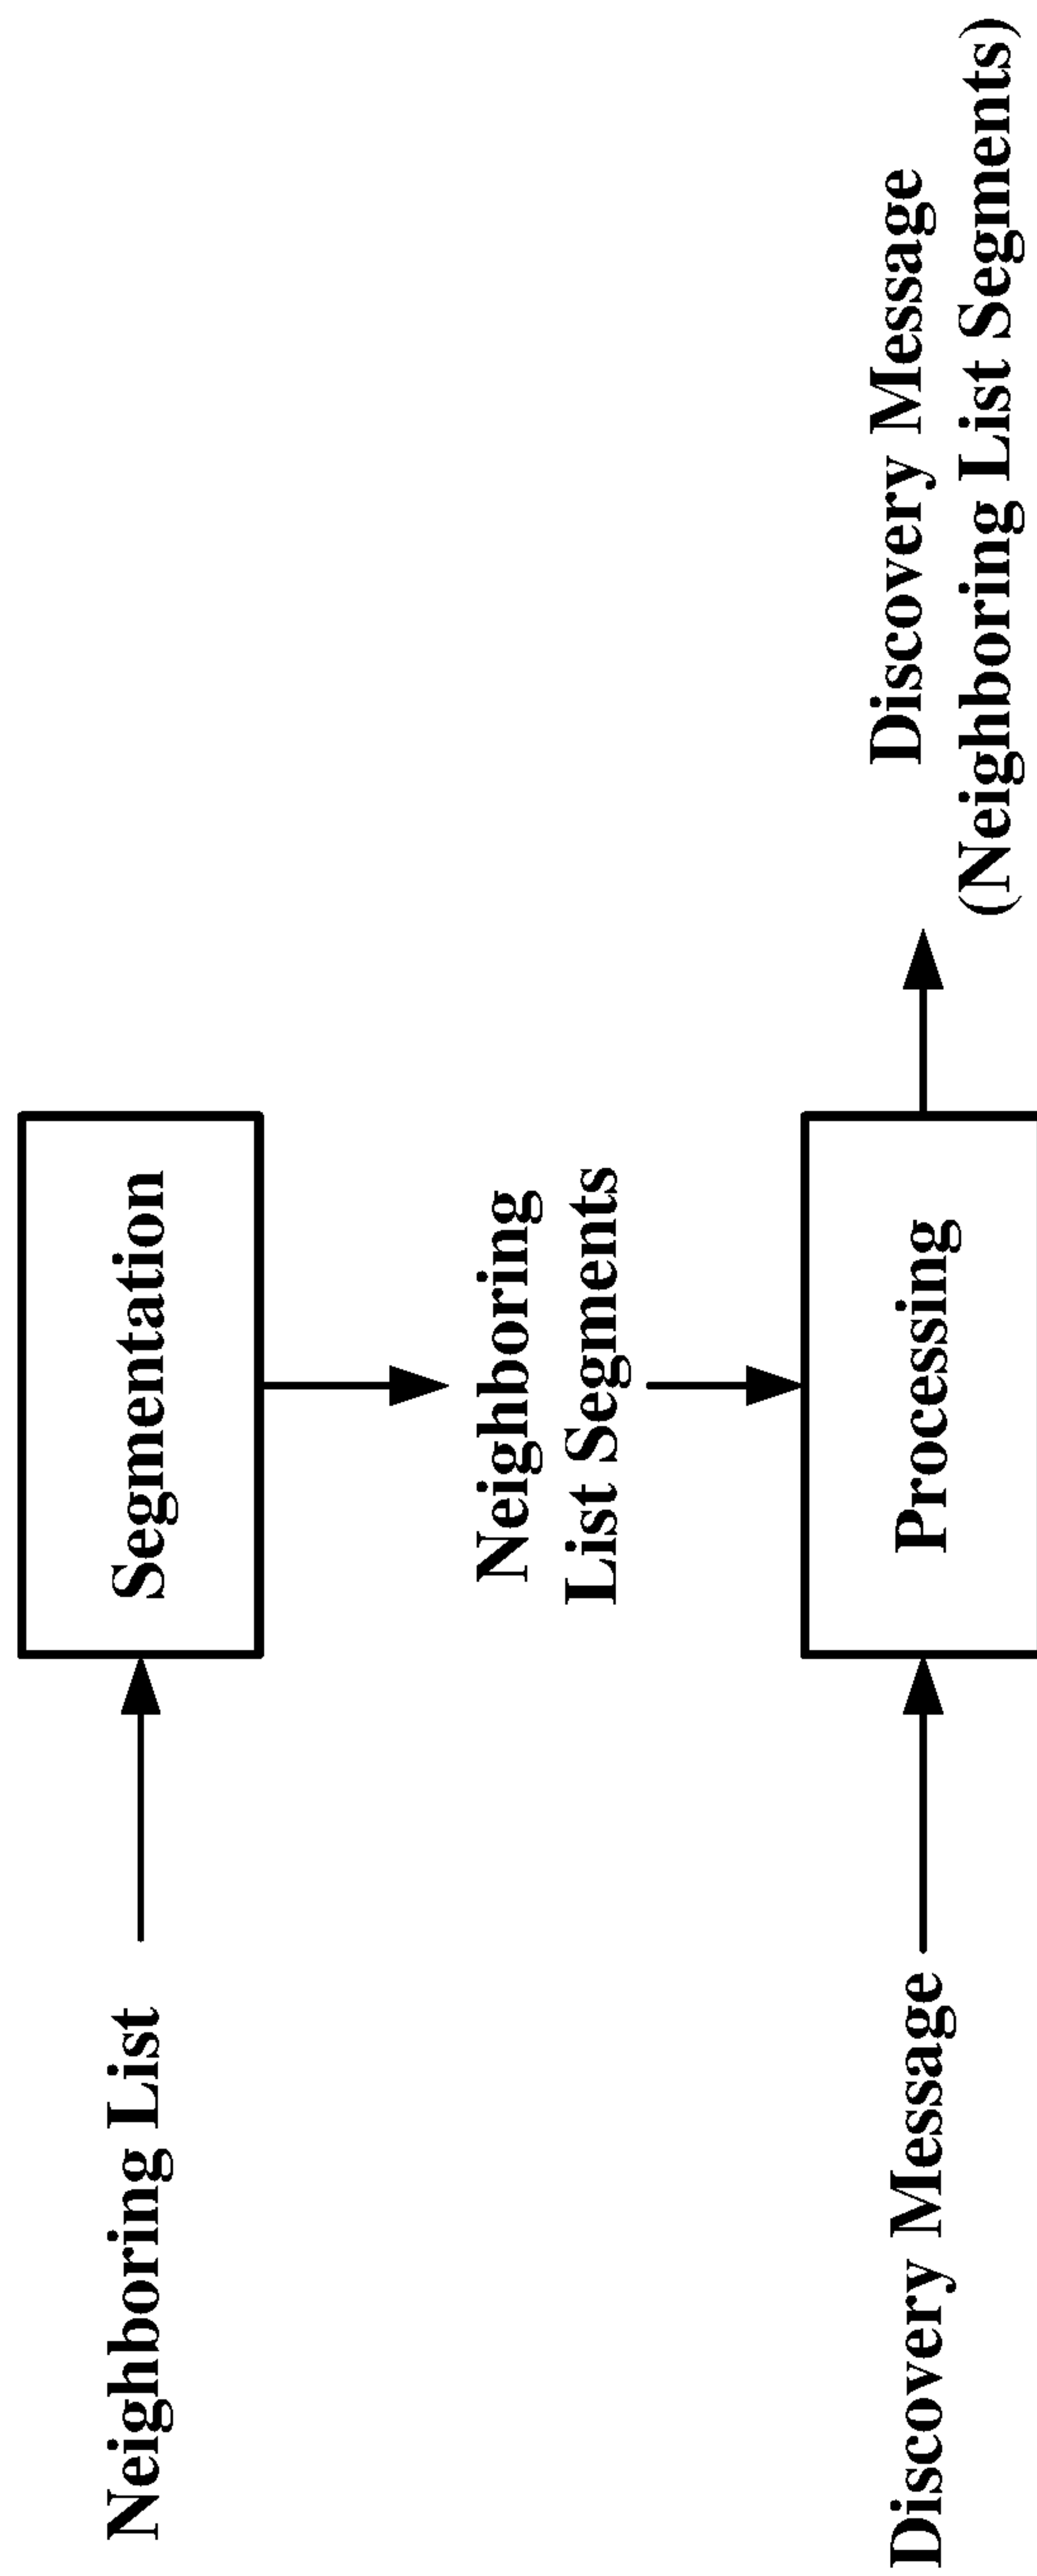 Neighboring List
Segmentation
Neighboring
List Segments
Discovery Message
Processing
Discovery Message
(Neighboring List Segments)